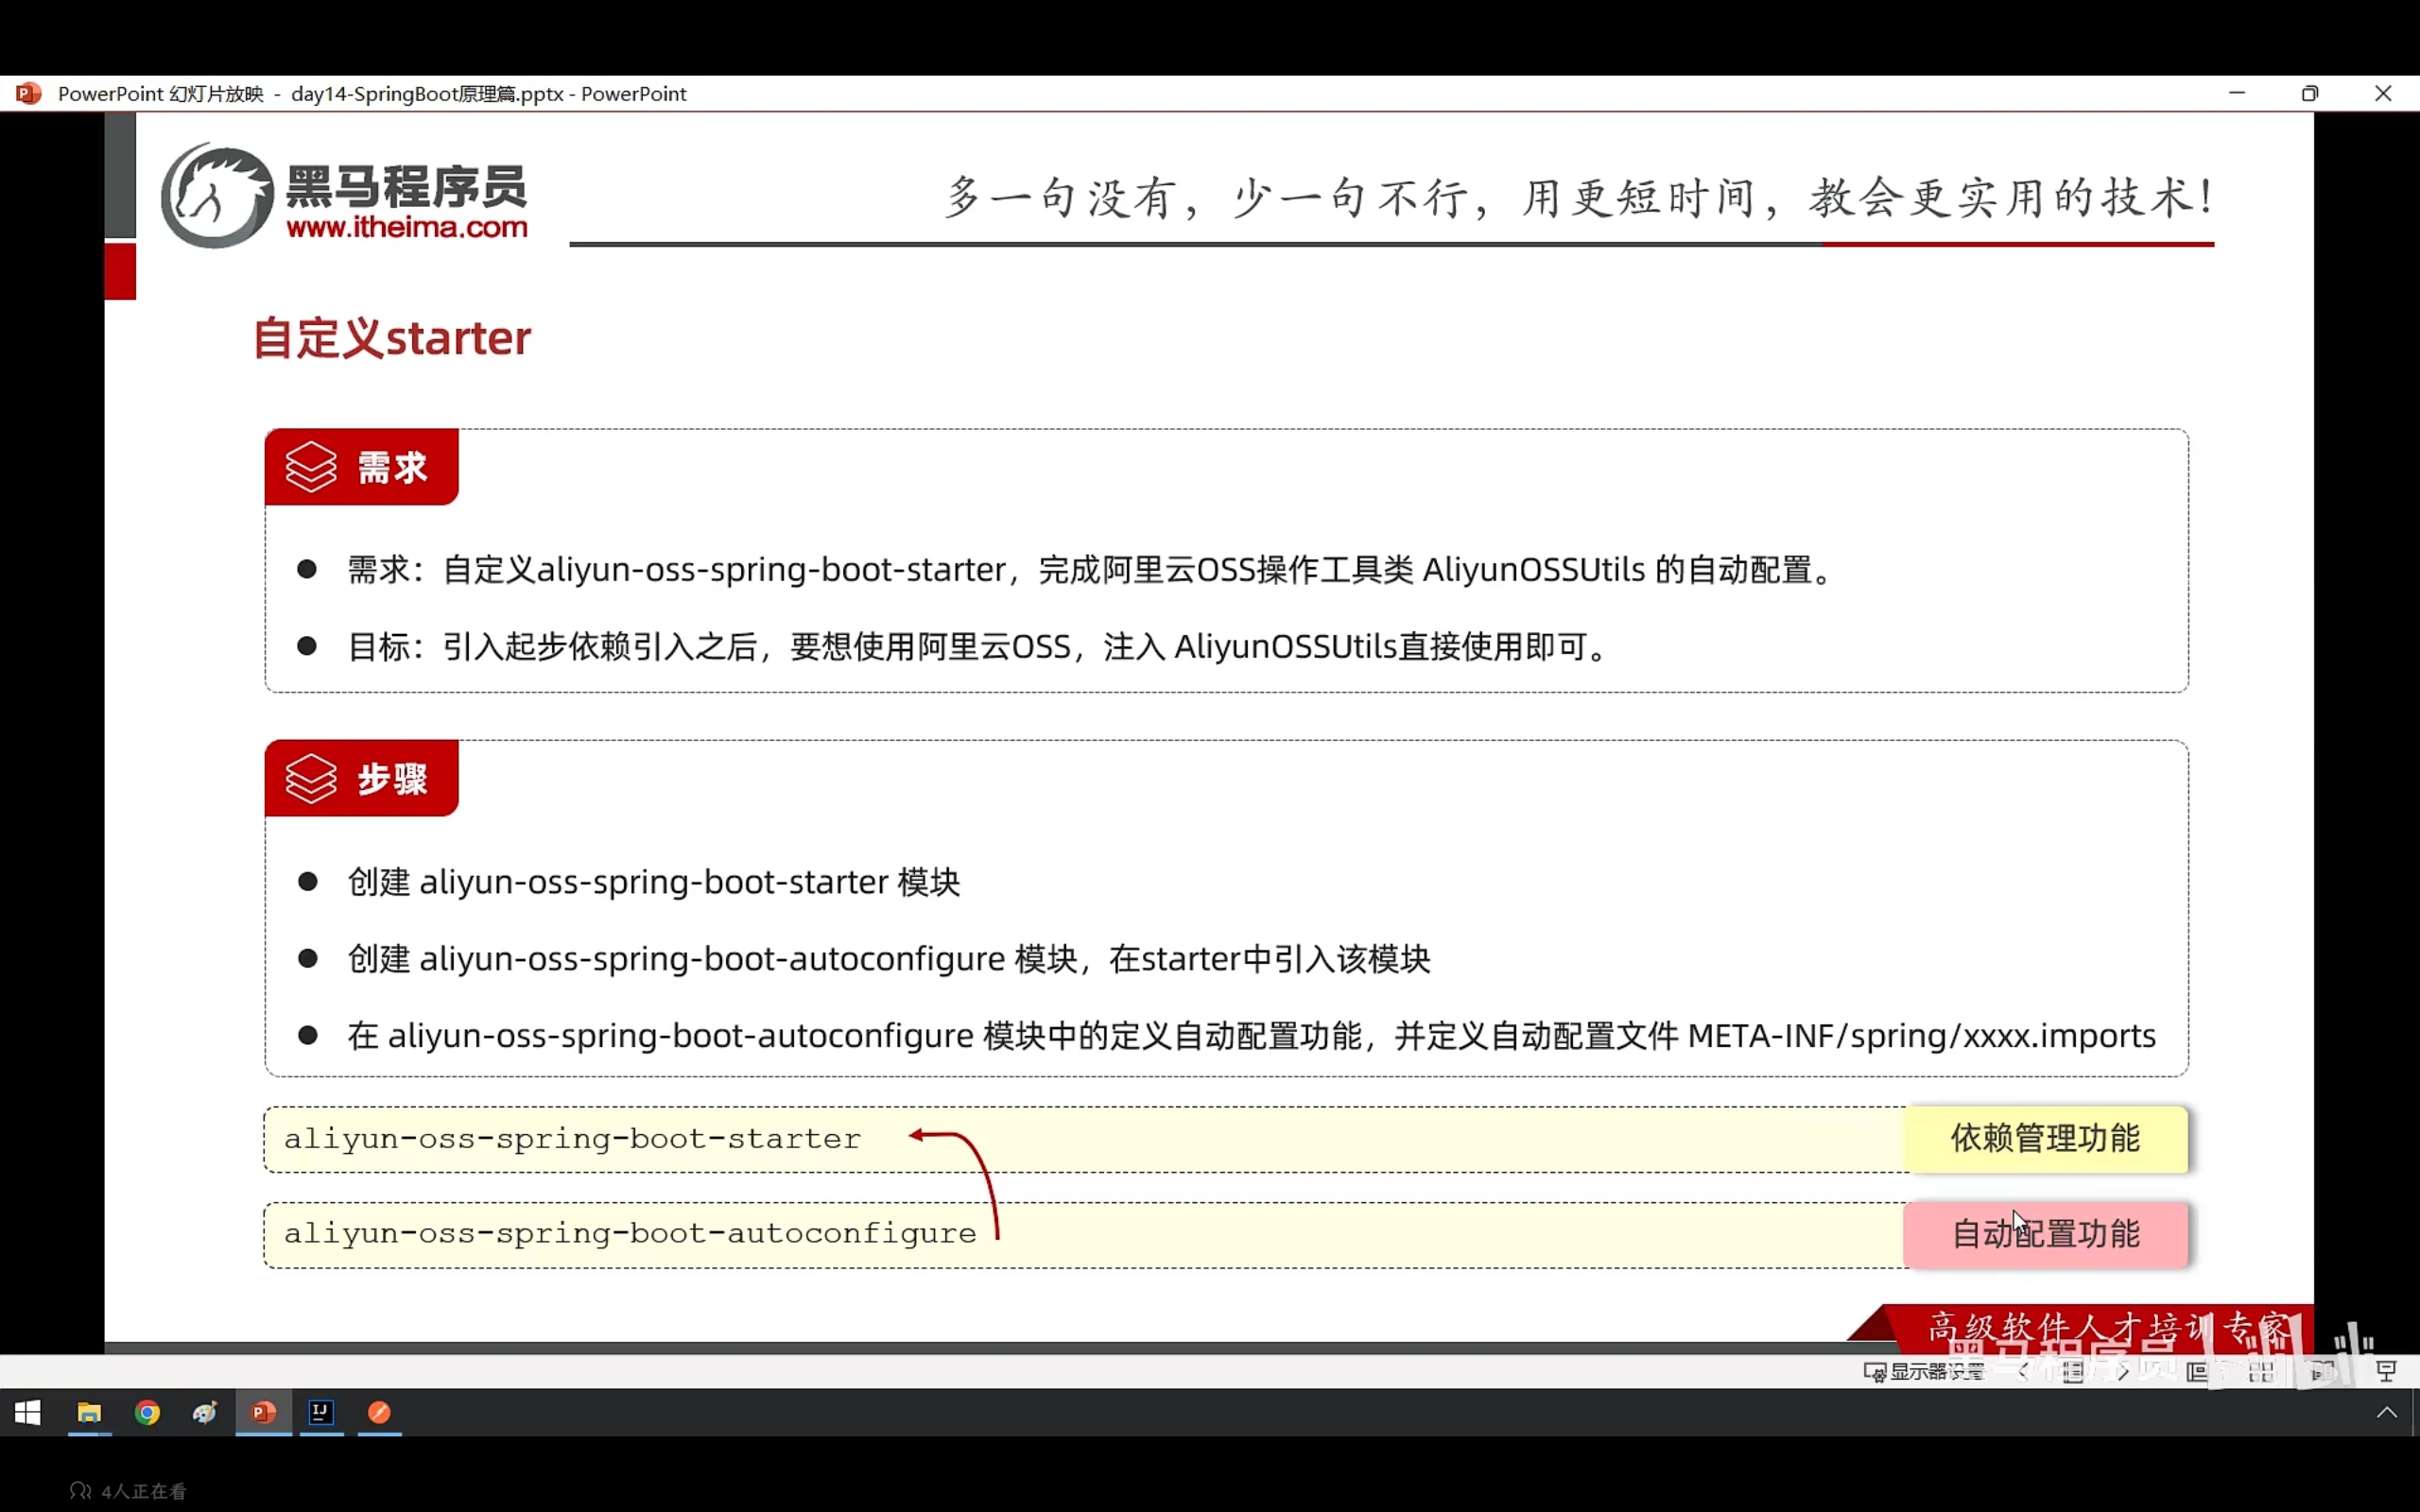 PowerPoint 幻灯片放映 - day14-SpringBoot原理篇.pptx - PowerPoint
黑马程序员
www.itheima.com
多一句没有，少一句不行，用更短时间，教会更实用的技术！
自定义starter
需求
需求：自定义aliyun-oss-spring-boot-starter，完成阿里云OSS操作工具类 AliyunOSSUtils 的自动配置。
目标：引入起步依赖引入之后，要想使用阿里云OSS，注入 AliyunOSSUtils直接使用即可。
步骤
创建 aliyun-oss-spring-boot-starter 模块
创建 aliyun-oss-spring-boot-autoconfigure 模块，在starter中引入该模块
在 aliyun-oss-spring-boot-autoconfigure 模块中的定义自动配置功能，并定义自动配置文件 META-INF/spring/xxxx.imports
aliyun-oss-spring-boot-starter
依赖管理功能
aliyun-oss-spring-boot-autoconfigure
自动配置功能
高级软件人才培训专家
黑马程序员
显示器设置
4人正在看